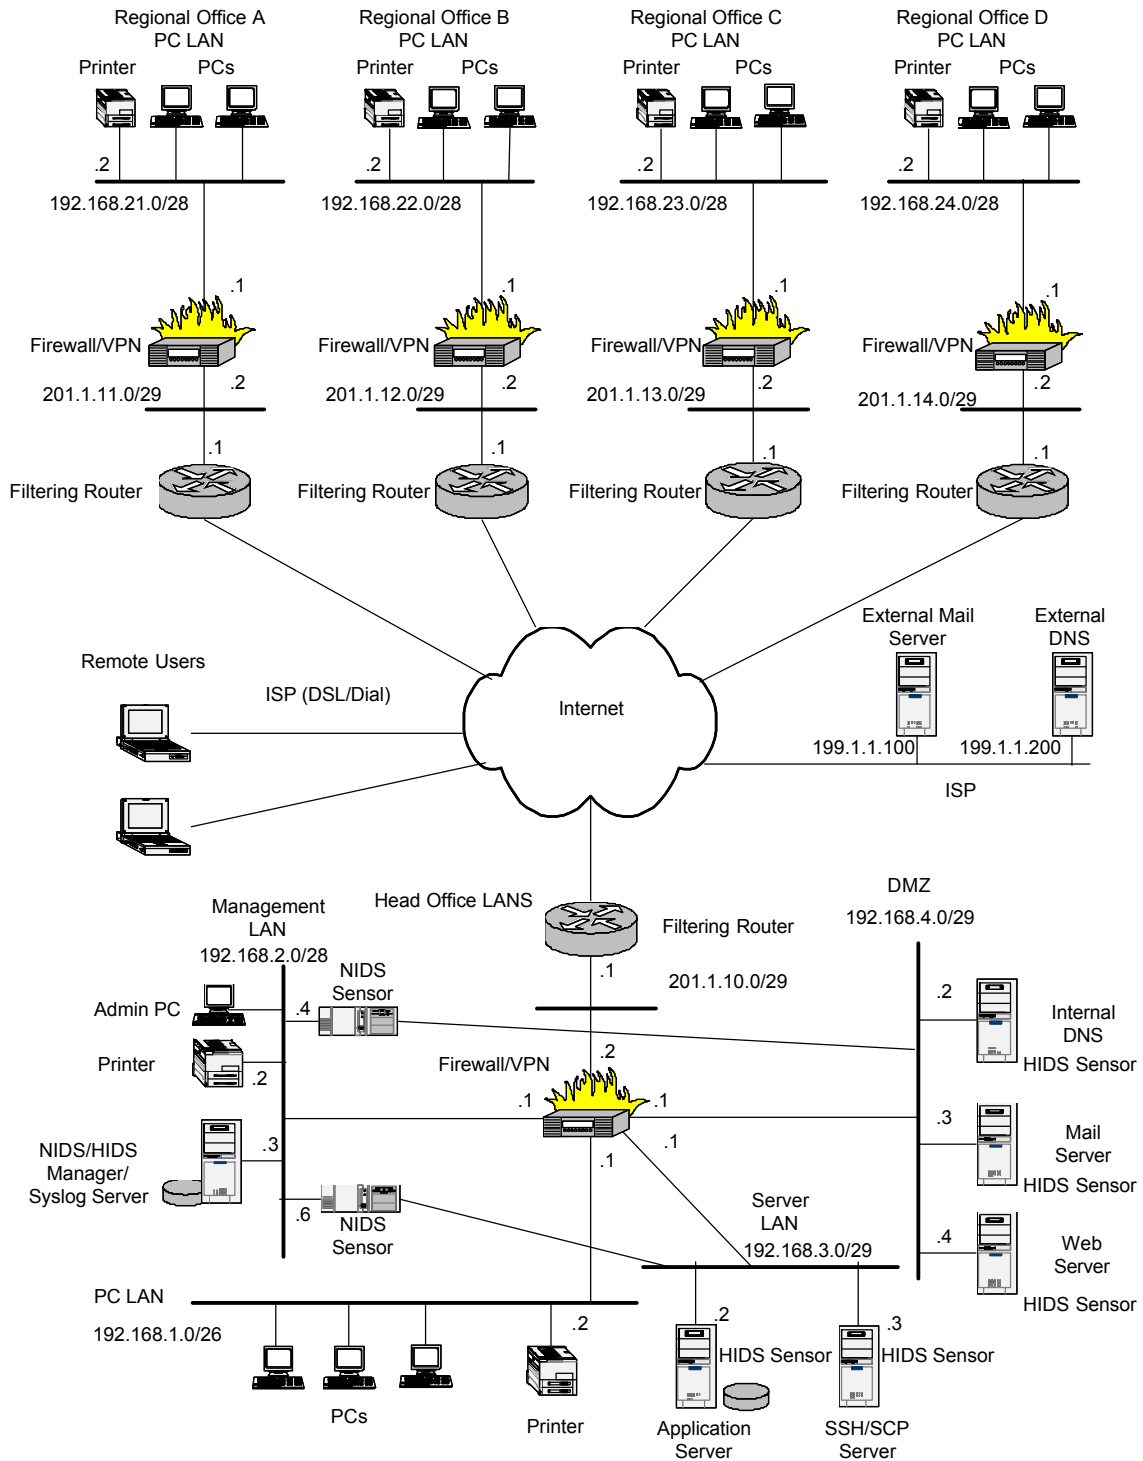 Regional Office A
PC LAN
Regional Office B
PC LAN
Regional Office C
PC LAN
Regional Office D
PC LAN
Printer
PCs
Printer
PCs
Printer
PCs
Printer
PCs
.2
.2
.2
.2
192.168.21.0/28
192.168.22.0/28
192.168.23.0/28
192.168.24.0/28
.1
.1
.1
.1
Firewall/VPN
Firewall/VPN
Firewall/VPN
Firewall/VPN
.2
.2
.2
.2
201.1.11.0/29
201.1.12.0/29
201.1.13.0/29
201.1.14.0/29
.1
.1
.1
.1
Filtering Router
Filtering Router
Filtering Router
Filtering Router
External Mail
Server
External
DNS
Remote Users
ISP (DSL/Dial)
Internet
199.1.1.100
199.1.1.200
ISP
Head Office LANS
Filtering Router
.1
201.1.10.0/29
DMZ
192.168.4.0/29
Management
LAN
192.168.2.0/28
NIDS
Sensor
Admin PC
.4
Printer
.2
.2
Internal
DNS
HIDS Sensor
Firewall/VPN
.2
.1
.1
.1
.1
.3
Mail
Server
HIDS Sensor
NIDS/HIDS
Manager/
Syslog Server
.3
.6
NIDS
Sensor
Server
LAN
192.168.3.0/29
.4
Web
Server
HIDS Sensor
PC LAN
192.168.1.0/26
.2
PCs
Printer
.2
HIDS Sensor
.3
HIDS Sensor
Application
Server
SSH/SCP
Server